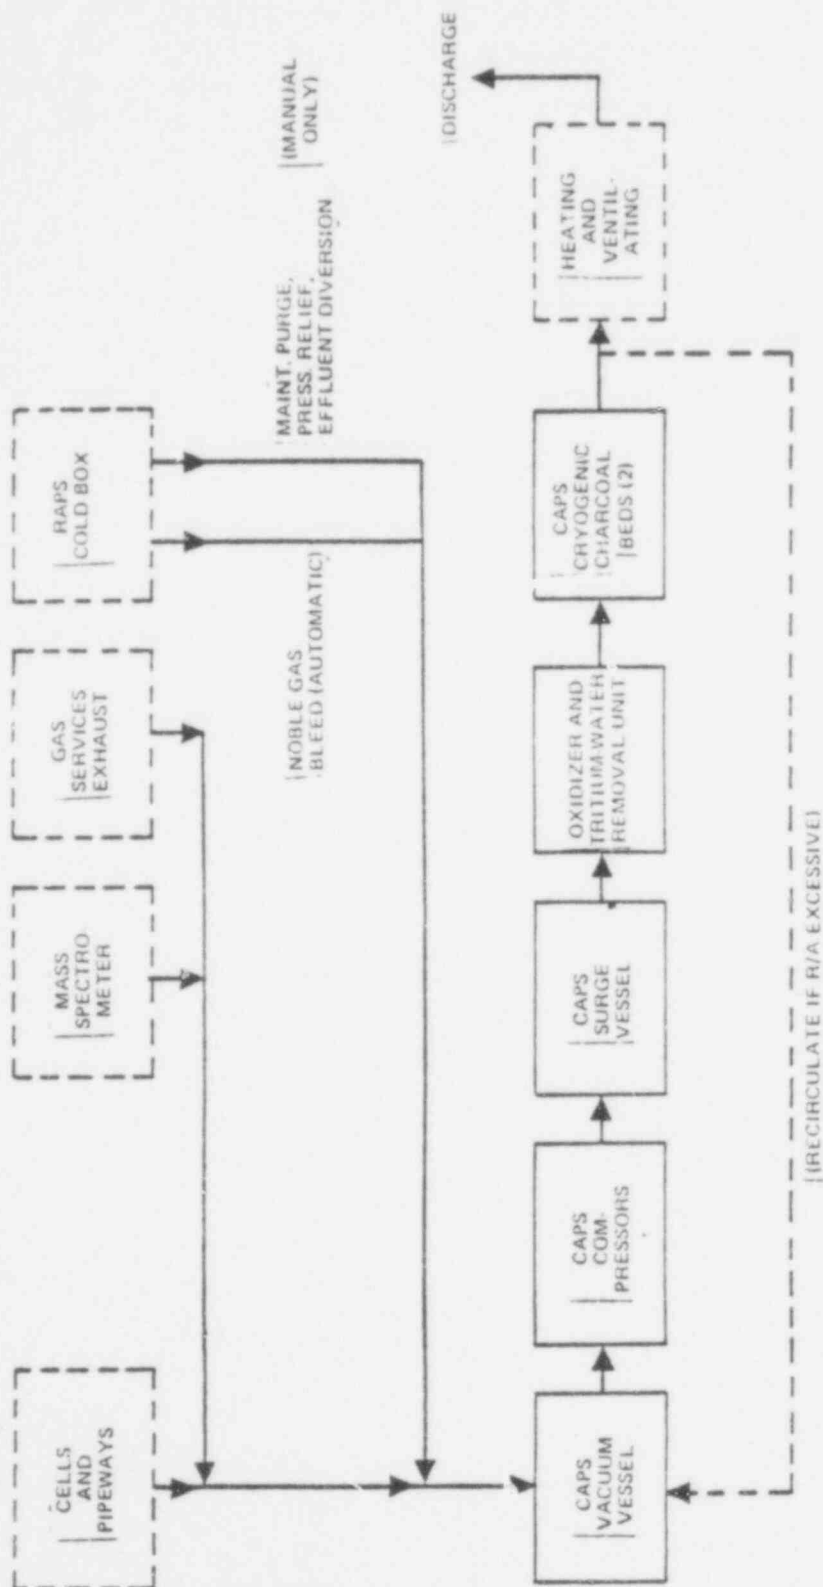 CELLS
AND
PIPEWAYS
MASS
SPECTRO-
METER
GAS
SERVICES
EXHAUST
RAPS
COLD BOX
NOBLE GAS
BLEED (AUTOMATIC)
MAINT. PURGE,
PRESS. RELIEF,
EFFLUENT DIVERSION
(MANUAL
ONLY)
CAPS
VACUUM
VESSEL
CAPS
COM-
PRESSORS
CAPS
SURGE
VESSEL
OXIDIZER AND
TRITIUM-WATER
REMOVAL UNIT
CAPS
CRYOGENIC
CHARCOAL
BEDS (2)
HEATING
AND
VENTIL-
ATING
DISCHARGE
(RECIRCULATE IF R/A EXCESSIVE)